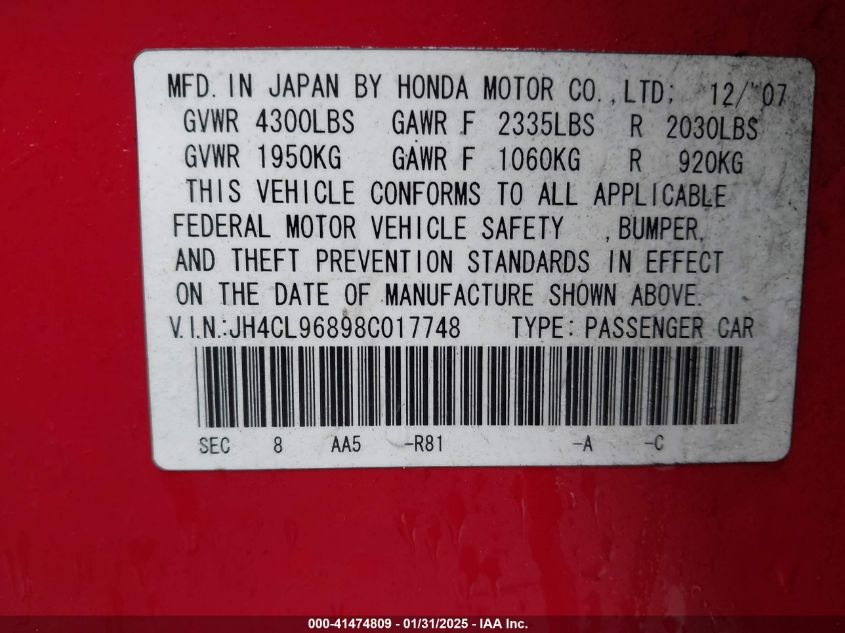 MFD. IN JAPAN BY HONDA MOTOR CO., LTD; 12/'07
GVWR 4300LBS GAWR F 2335LBS R 2030LBS
GVWR 1950KG GAWR F 1060KG R 920KG
THIS VEHICLE CONFORMS TO ALL APPLICABLE
FEDERAL MOTOR VEHICLE SAFETY , BUMPER,
AND THEFT PREVENTION STANDARDS IN EFFECT
ON THE DATE OF MANUFACTURE SHOWN ABOVE.
V.I.N.:JH4CL96898C017748 TYPE: PASSENGER CAR
SEC 8 AA5 -R81 -A -C
000-41474809 - 01/31/2025 - IAA Inc.